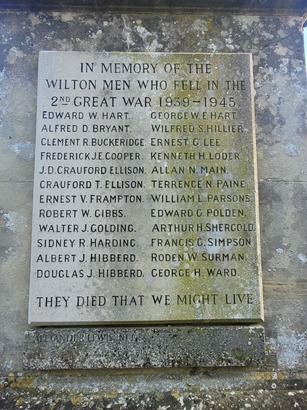 IN MEMORY OF THE
WILTON MEN WHO FELL IN THE
2ND GREAT WAR 1939–1945.
EDWARD W. HART. GEORGE W. E HART.
ALFRED D. BRYANT. WILFRED S. HILLIER.
CLEMENT R. BUCKERIDGE ERNEST G. LEE.
FREDERICK J. E COOPER. KENNETH H. LODER.
J. D. CRAUFORD ELLISON. ALLAN N. MAIN.
CRAUFORD T. ELLISON. TERRENCE N. PAINE.
ERNEST V. FRAMPTON. WILLIAM L. PARSONS.
ROBERT W. GIBBS. EDWARD G. POLDEN.
WALTER J. GOLDING. ARTHUR H. SHERGOLD.
SIDNEY R. HARDING. FRANCIS G. SIMPSON
ALBERT J. HIBBERD. RODEN W. SURMAN.
DOUGLAS J. HIBBERD. GEORGE H. WARD.
THEY DIED THAT WE MIGHT LIVE
LEWIS.